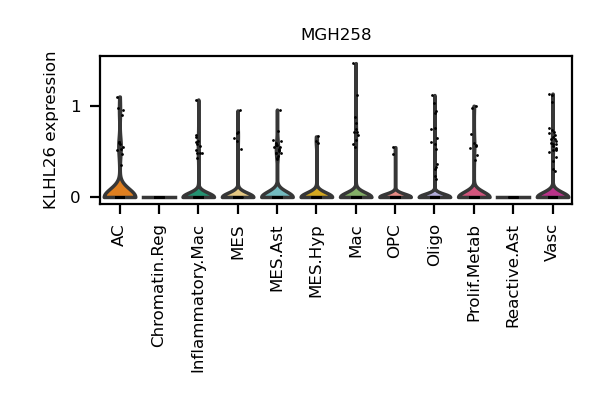 MGH258
KLHL26 expression
1
0
AC
Chromatin.Reg
Inflammatory.Mac
MES
MES.Ast
MES.Hyp
Mac
OPC
Oligo
Prolif.Metab
Reactive.Ast
Vasc